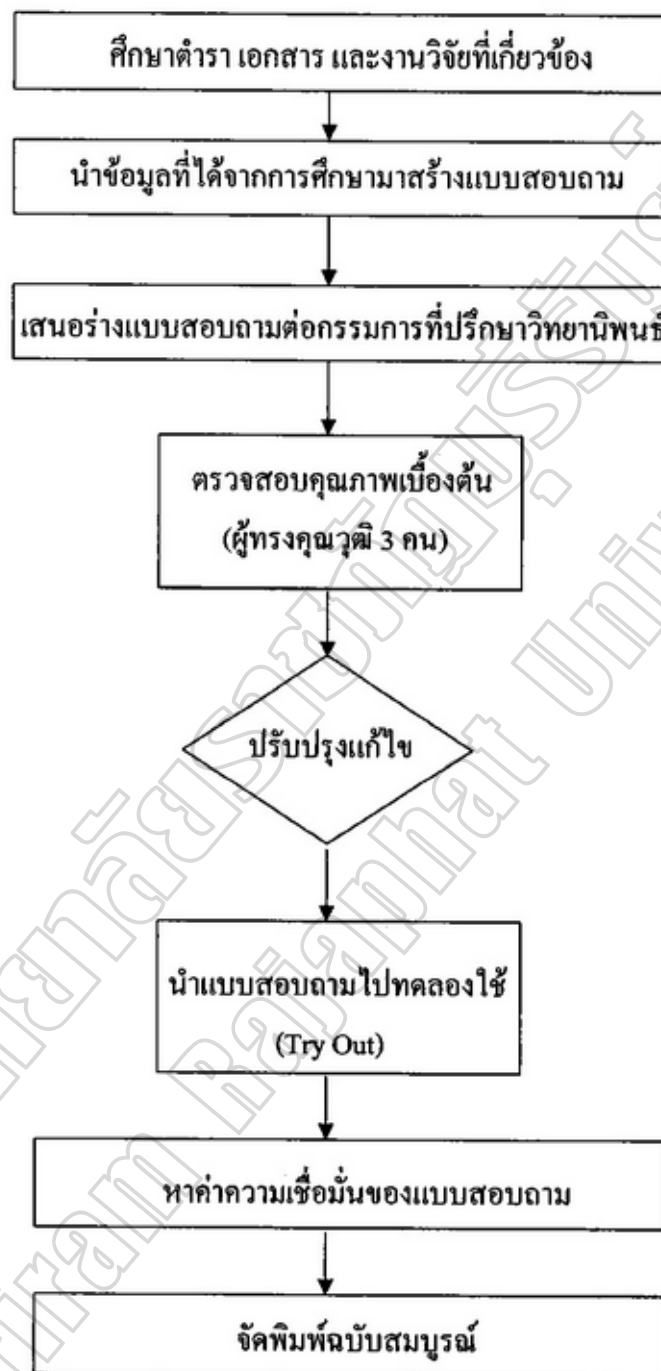 ศึกษาตำรา เอกสาร และงานวิจัยที่เกี่ยวข้อง
นำข้อมูลที่ได้จากการศึกษามาสร้างแบบสอบถาม
เสนอร่างแบบสอบถามต่อกรรมการที่ปรึกษาวิทยานิพนธ์
ตรวจสอบคุณภาพเบื้องต้น
(ผู้ทรงคุณวุฒิ 3 คน)
ปรับปรุงแก้ไข
นำแบบสอบถามไปทดลองใช้
(Try Out)
หาค่าความเชื่อมั่นของแบบสอบถาม
จัดพิมพ์ฉบับสมบูรณ์